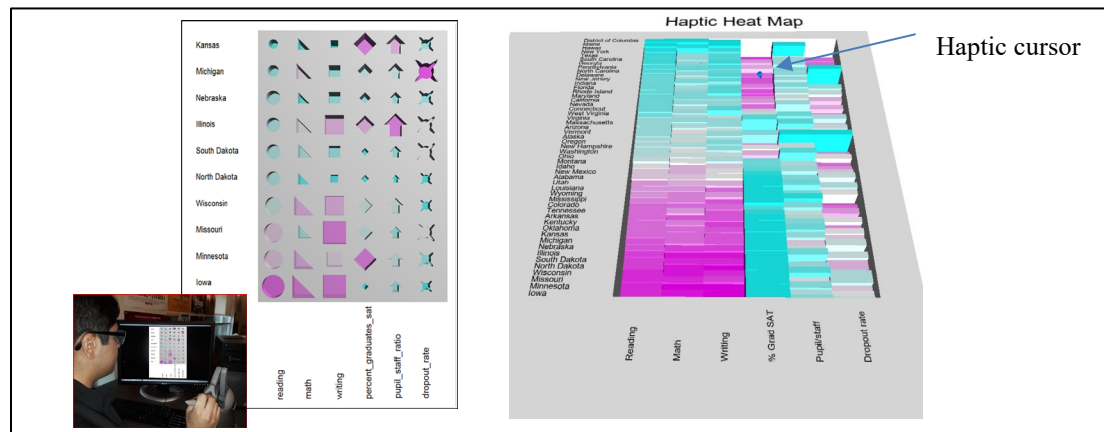 Kansas
Michigan
Nebraska
Illinois
South Dakota
North Dakota
Wisconsin
Missouri
Minnesota
Iowa
reading
math
writing
percent_graduates_sat
pupil_staff_ratio
dropout_rate
Haptic Heat Map
Haptic cursor
District of Columbia
Maine
Hawaii
New York
Texas
South Carolina
Georgia
Pennsylvania
North Carolina
Delaware
New Jersey
Indiana
Florida
Rhode Island
Maryland
California
Nevada
Connecticut
West Virginia
Virginia
Massachusetts
Arizona
Vermont
Alaska
Oregon
New Hampshire
Washington
Ohio
Montana
Idaho
New Mexico
Alabama
Utah
Louisiana
Wyoming
Mississippi
Colorado
Tennessee
Arkansas
Kentucky
Oklahoma
Kansas
Michigan
Nebraska
Illinois
South Dakota
North Dakota
Wisconsin
Missouri
Minnesota
Iowa
Reading
Math
Writing
% Grad SAT
Pupil/staff
Dropout rate